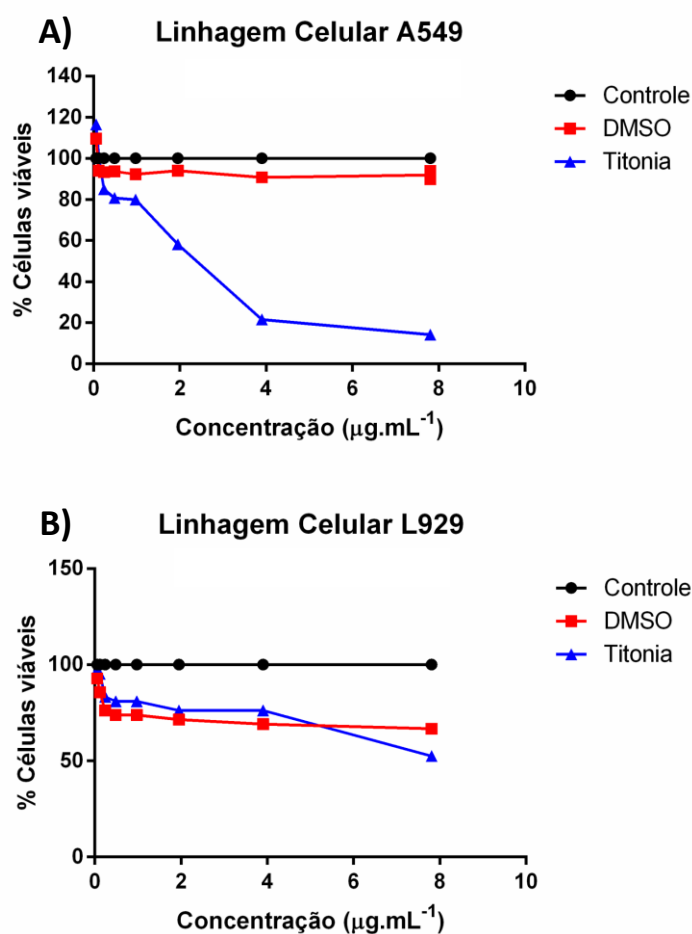 A) Linhagem Celular A549
140
120
100
80
60
40
20
0
% Células viáveis
0 2 4 6 8 10
Concentração (μg.mL⁻¹)
Controle
DMSO
Titonia
B) Linhagem Celular L929
150
100
50
0
% Células viáveis
0 2 4 6 8 10
Concentração (μg.mL⁻¹)
Controle
DMSO
Titonia